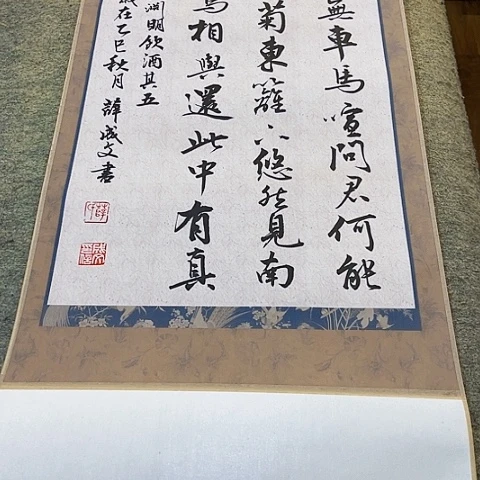 無車馬喧問君何能
菊東籬下悠然見南
鳥相與還此中有真
淵明飲酒其五
歲在乙巳秋月 薛成文書